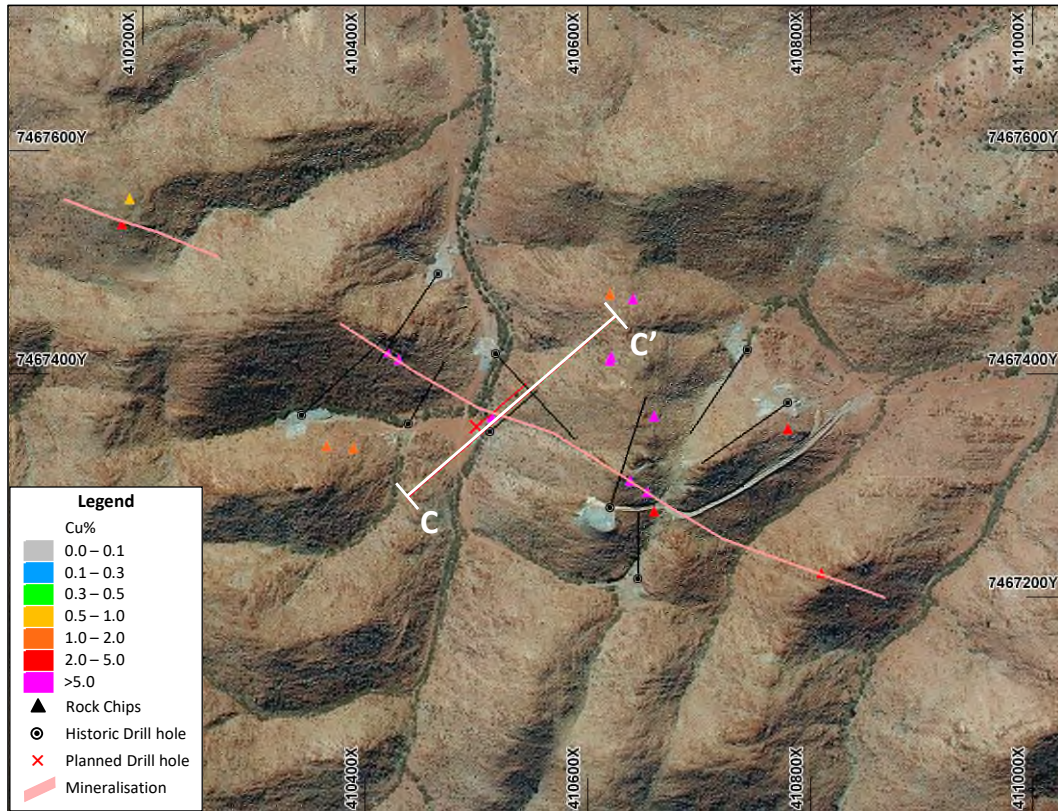 410200X
410400X
410600X
410800X
411000X
7467600Y
7467600Y
7467400Y
7467400Y
C’
C
7467200Y
Legend
Cu%
0.0 – 0.1
0.1 – 0.3
0.3 – 0.5
0.5 – 1.0
1.0 – 2.0
2.0 – 5.0
>5.0
Rock Chips
Historic Drill hole
Planned Drill hole
Mineralisation
410400X
410600X
410800X
411000X